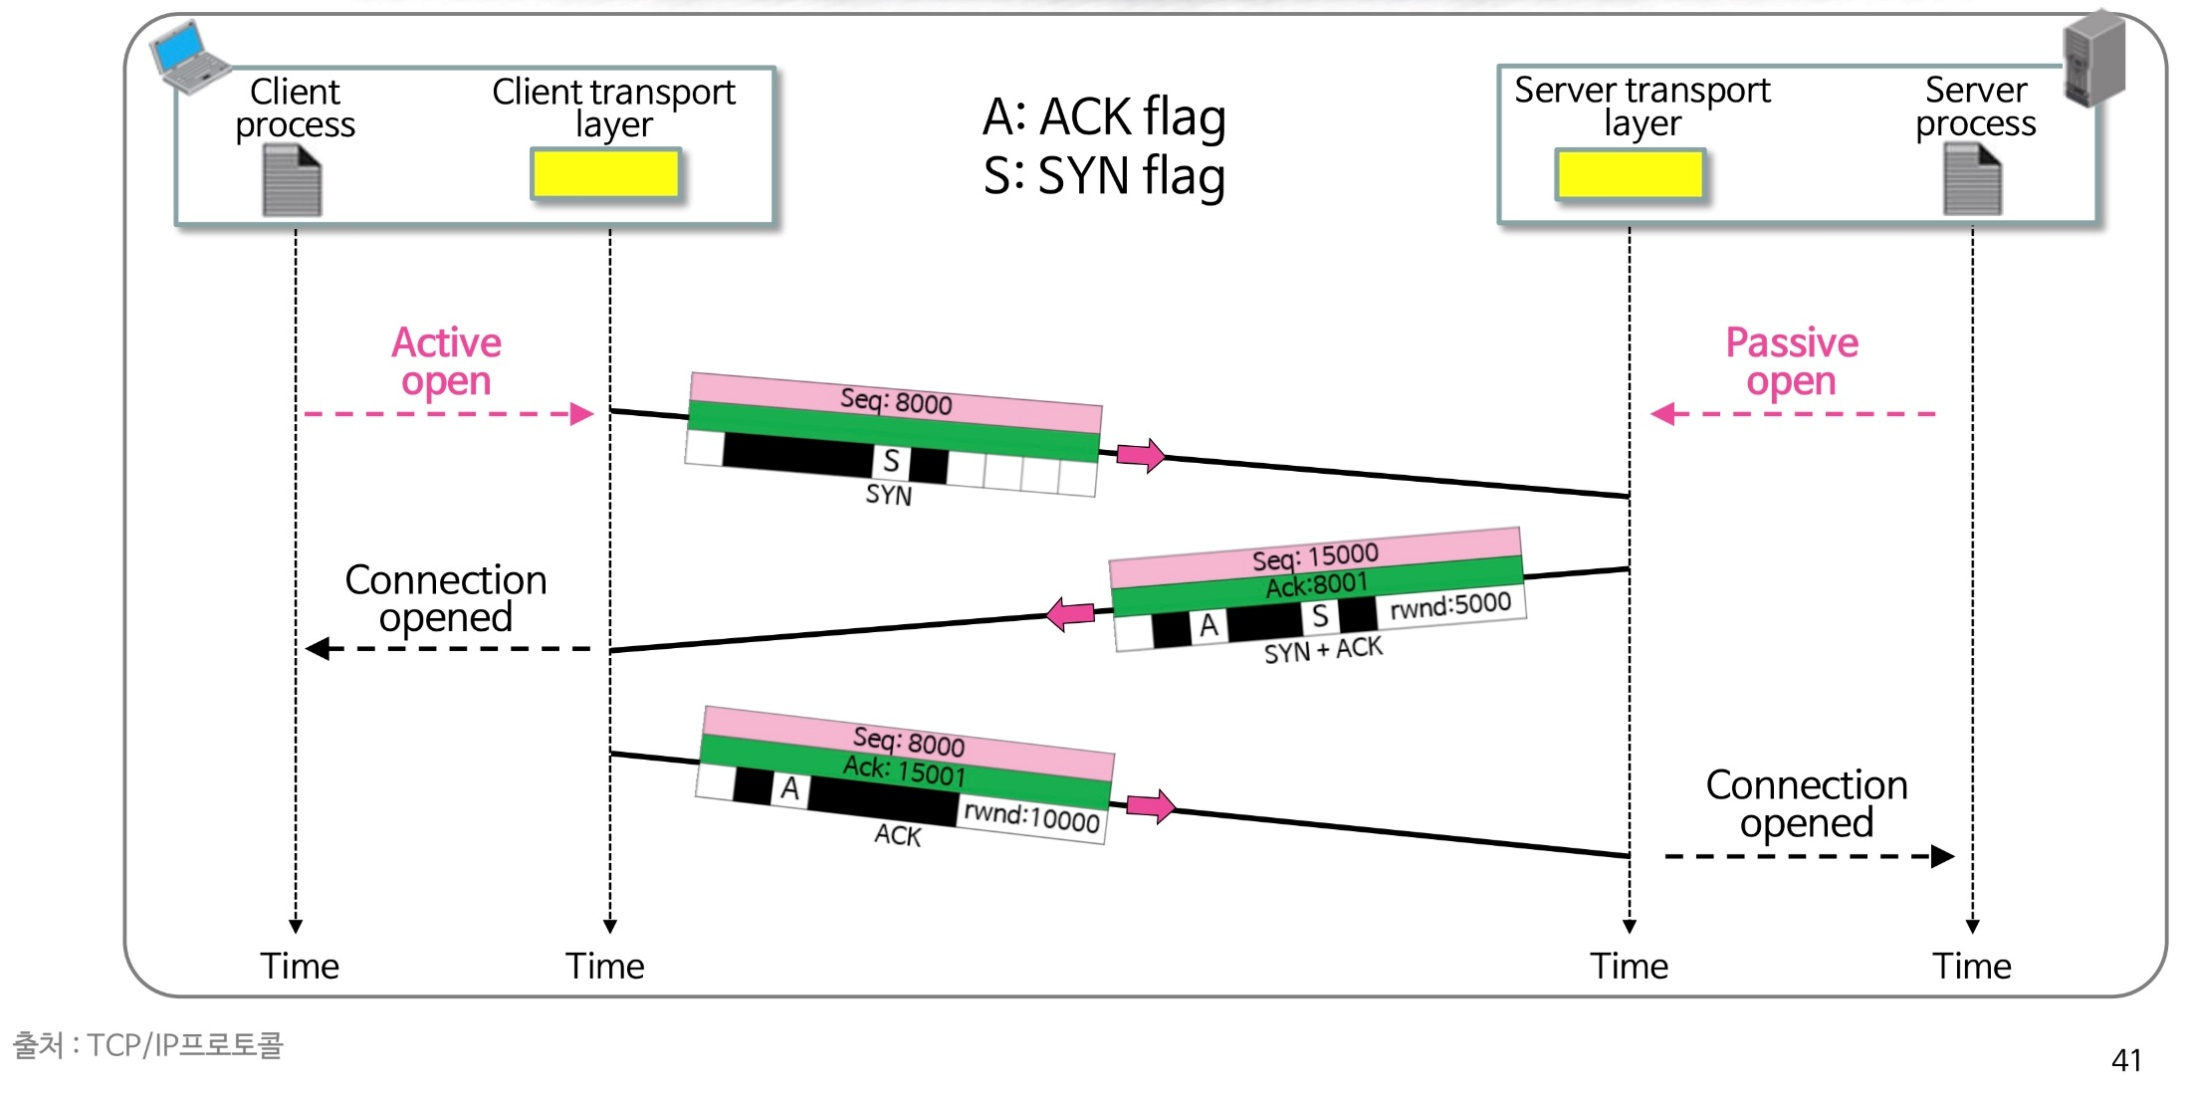 Client
process
Client transport
layer
A: ACK flag
S: SYN flag
Server transport
layer
Server
process
Active
open
Passive
open
Seq: 8000
S
SYN
Seq: 15000
Ack:8001
A
S
rwnd:5000
SYN + ACK
Connection
opened
Seq: 8000
Ack: 15001
A
rwnd:10000
ACK
Connection
opened
Time
Time
Time
Time
출처 : TCP/IP프로토콜
41